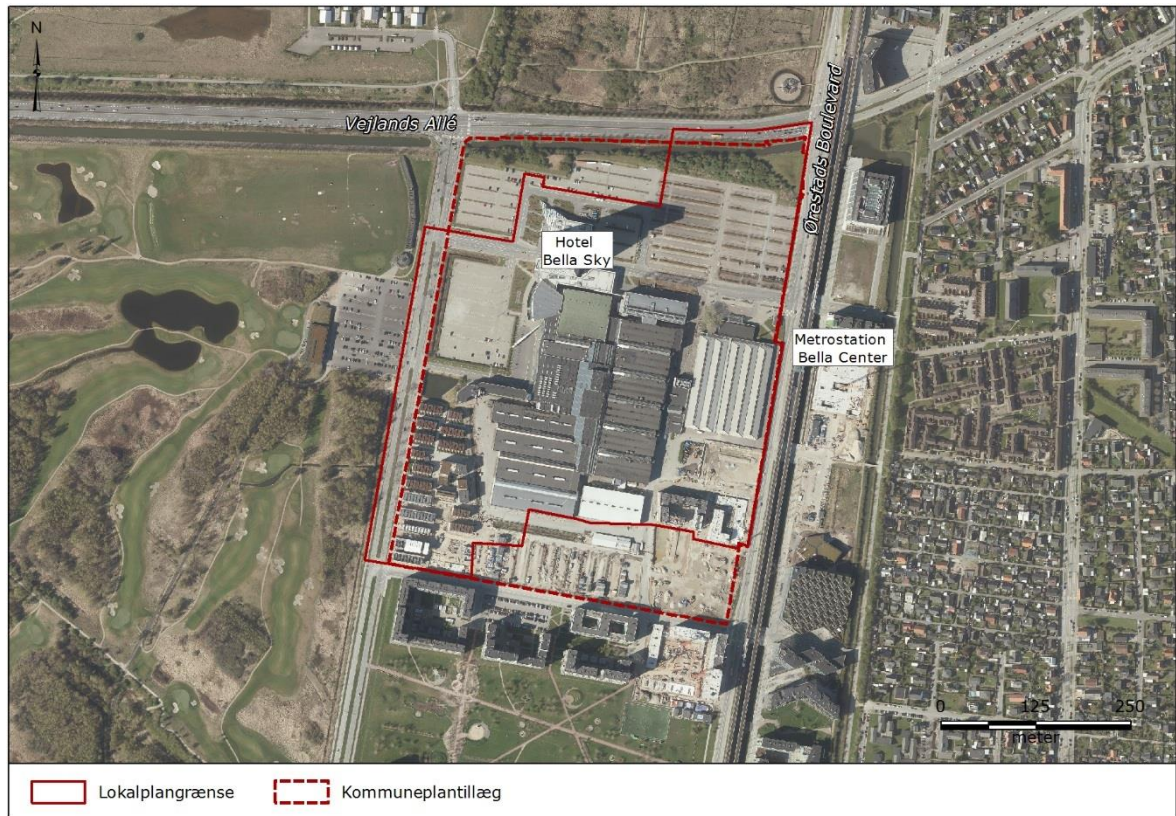 N
Vejlands Allé
Ørestads Boulevard
Hotel
Bella Sky
Metrostation
Bella Center
0 125 250
meter
Lokalplangrænse
Kommuneplantillæg